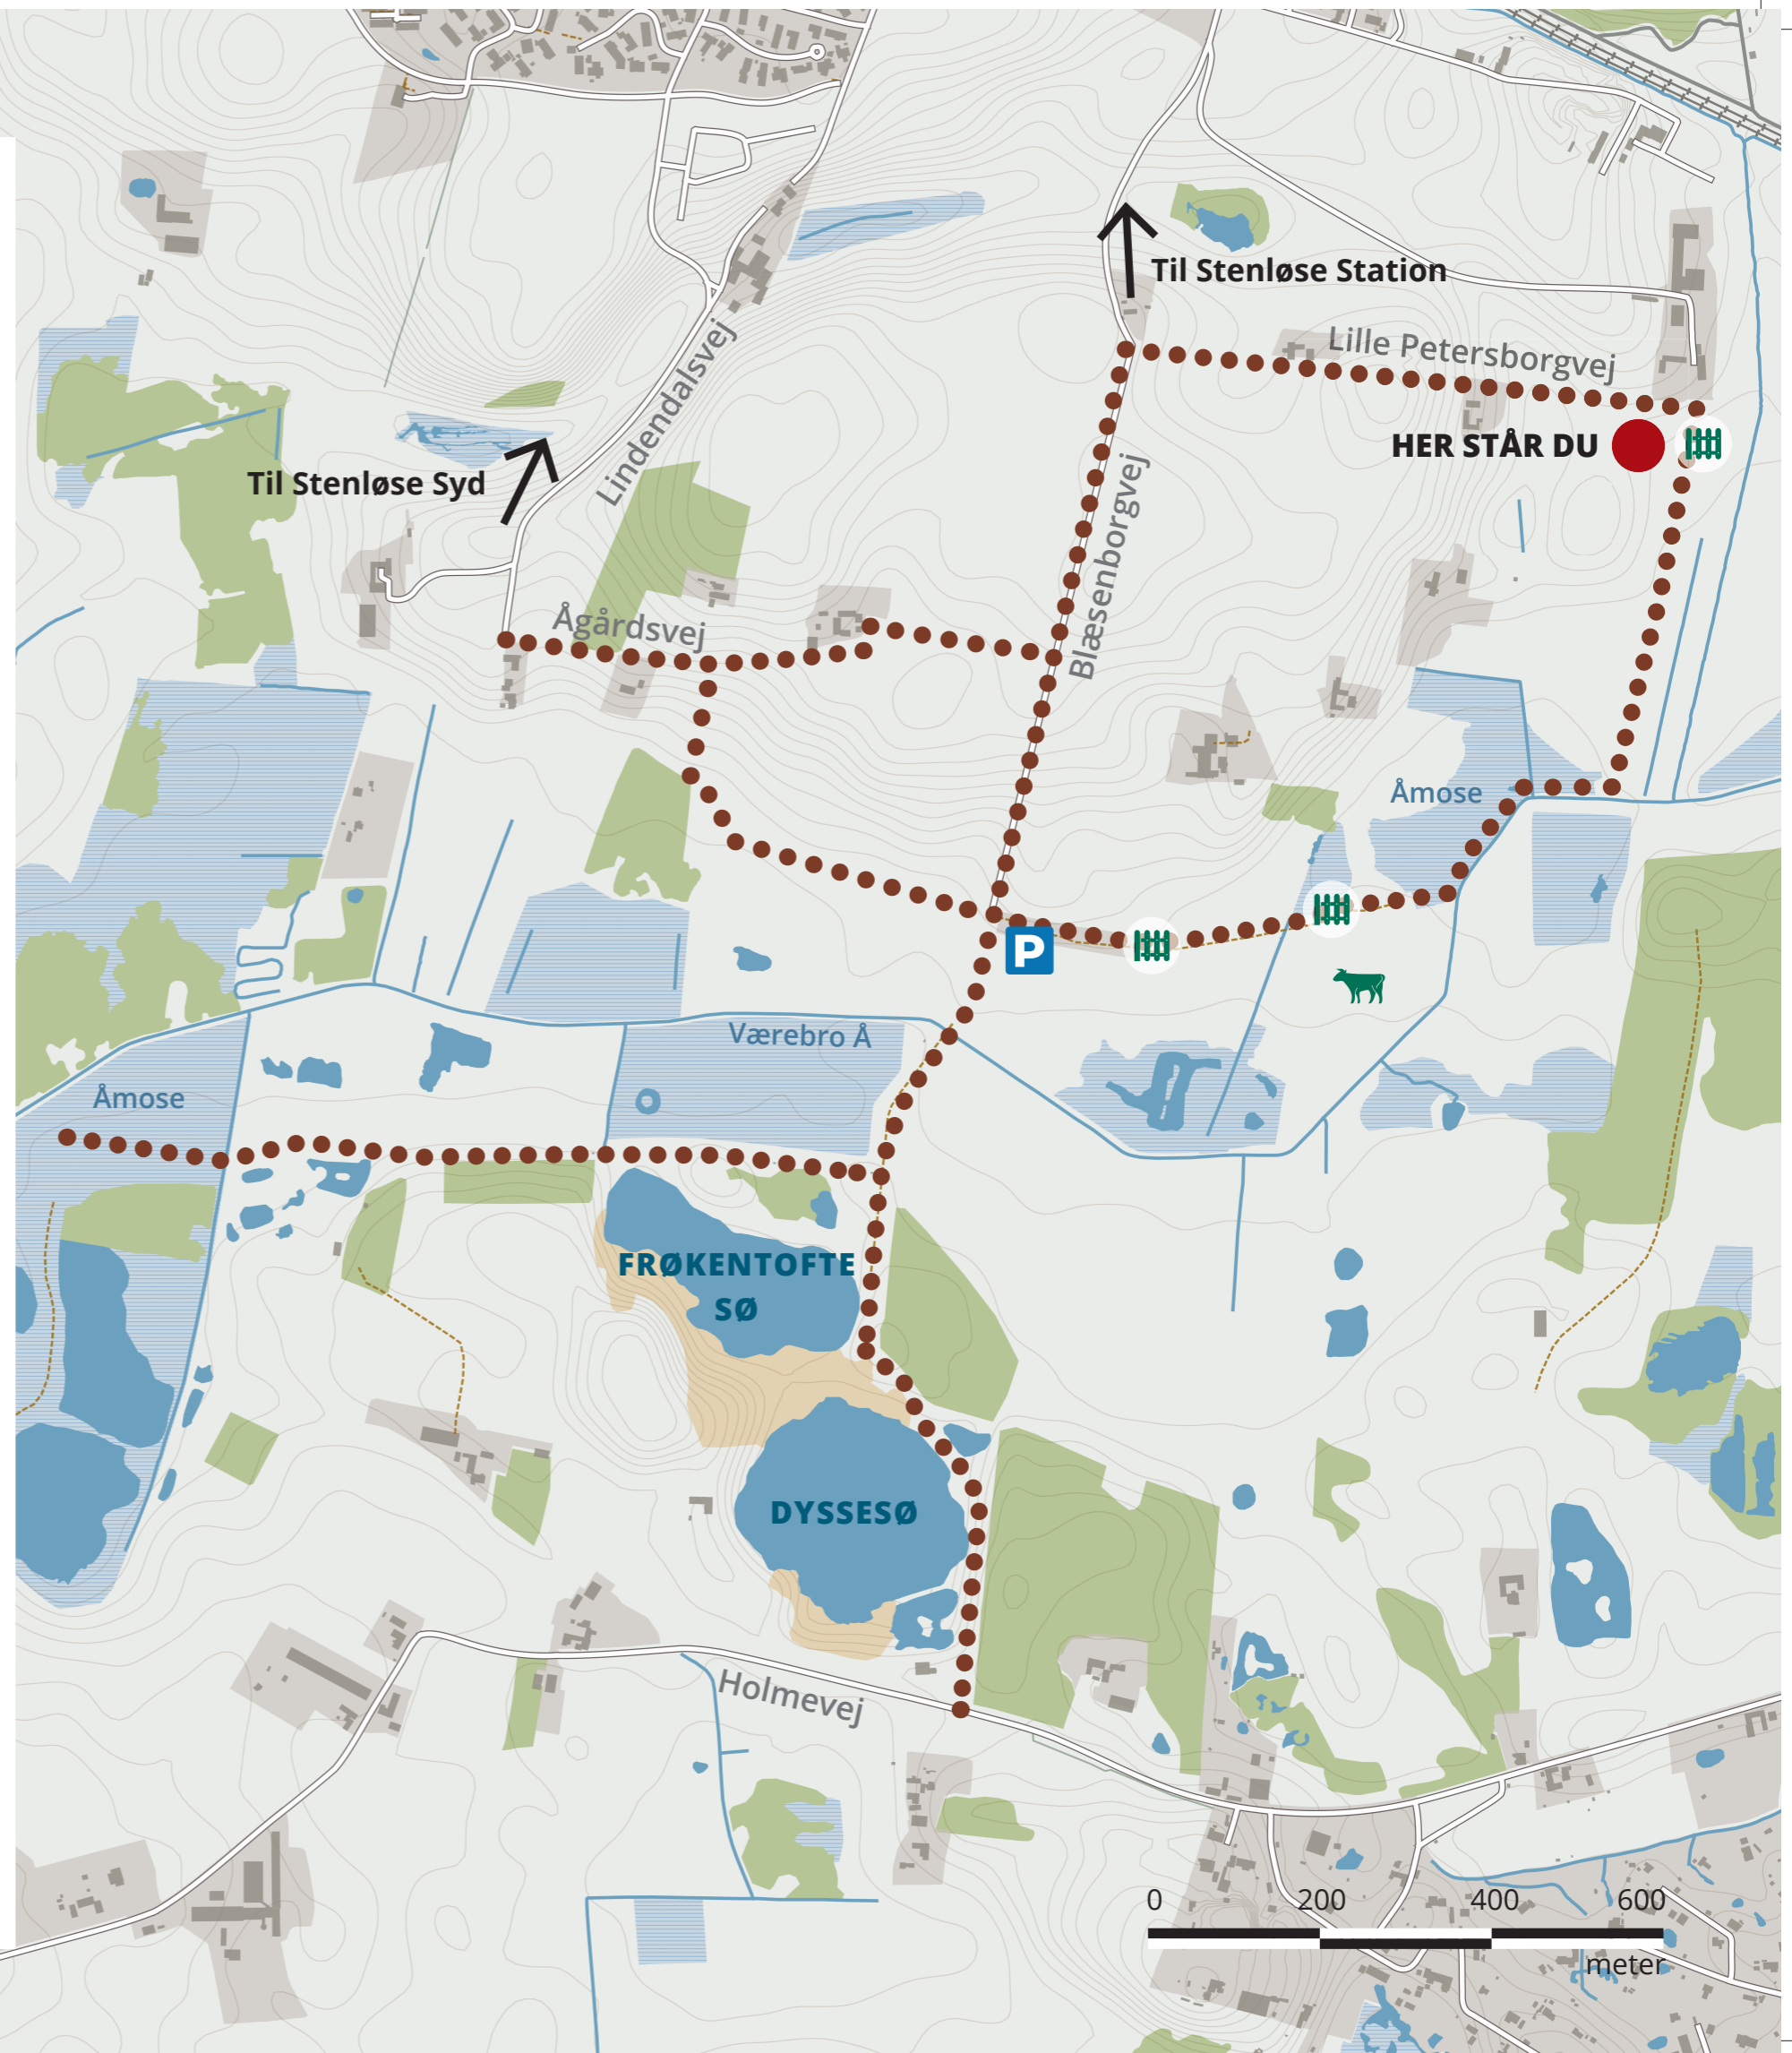 Til Stenløse Station
Lille Petersborgvej
Lindendalsvej
HER STÅR DU
Til Stenløse Syd
Blæsenborgvej
Ågårdsvej
Åmose
P
Værebro Å
Åmose
FRØKENTOFTE
SØ
DYSSESØ
Holmevej
0 200 400 600
meter